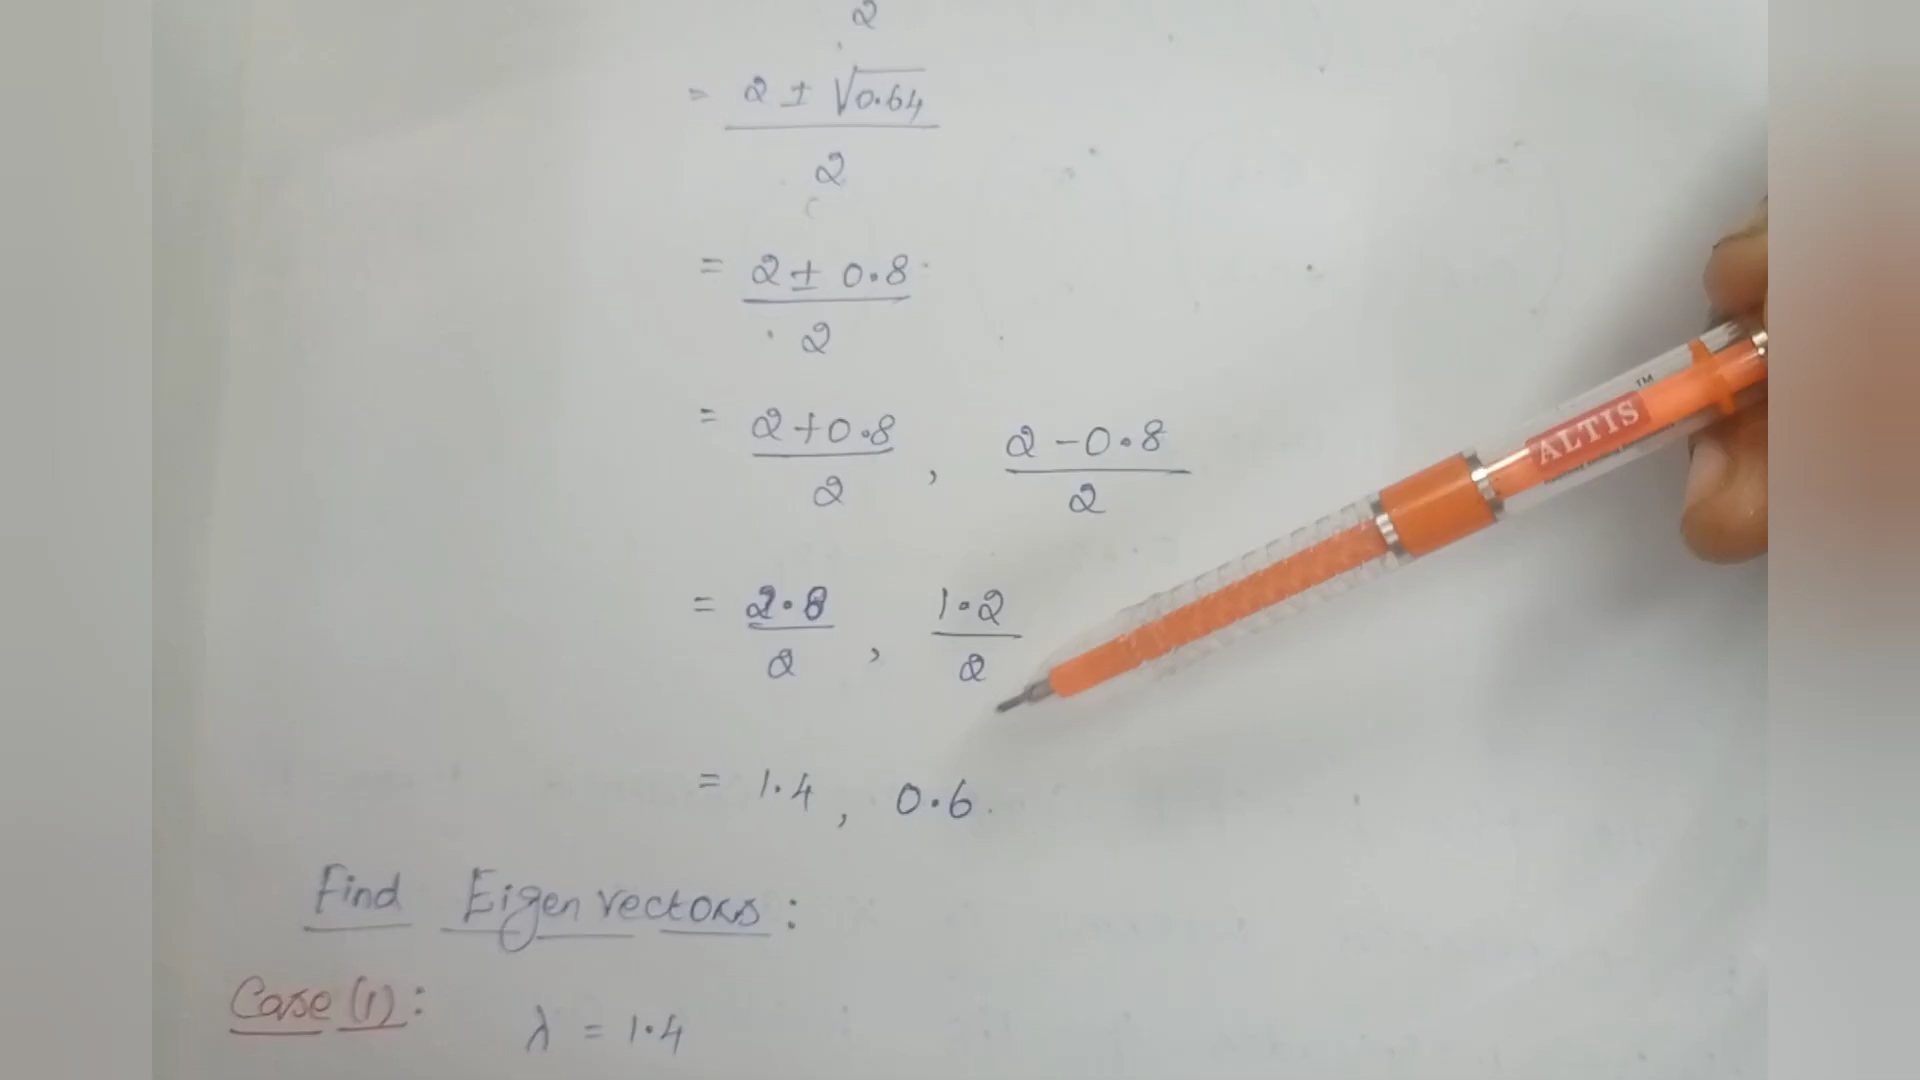 2
= 2 ± √0.64 / 2
= 2 ± 0.8 / 2
= 2+0.8 / 2 , 2-0.8 / 2
= 2.8 / 2 , 1.2 / 2
= 1.4 , 0.6.
Find Eigen vectors:
Case (1): λ = 1.4
ALTIS™